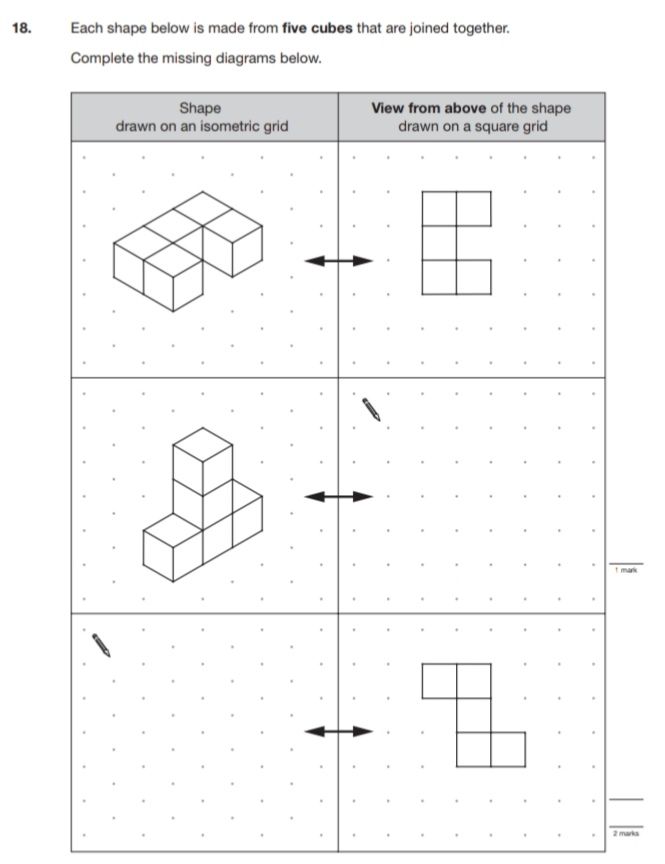 18. Each shape below is made from five cubes that are joined together.
Complete the missing diagrams below.
Shape
drawn on an isometric grid
View from above of the shape
drawn on a square grid
1 mark
2 marks